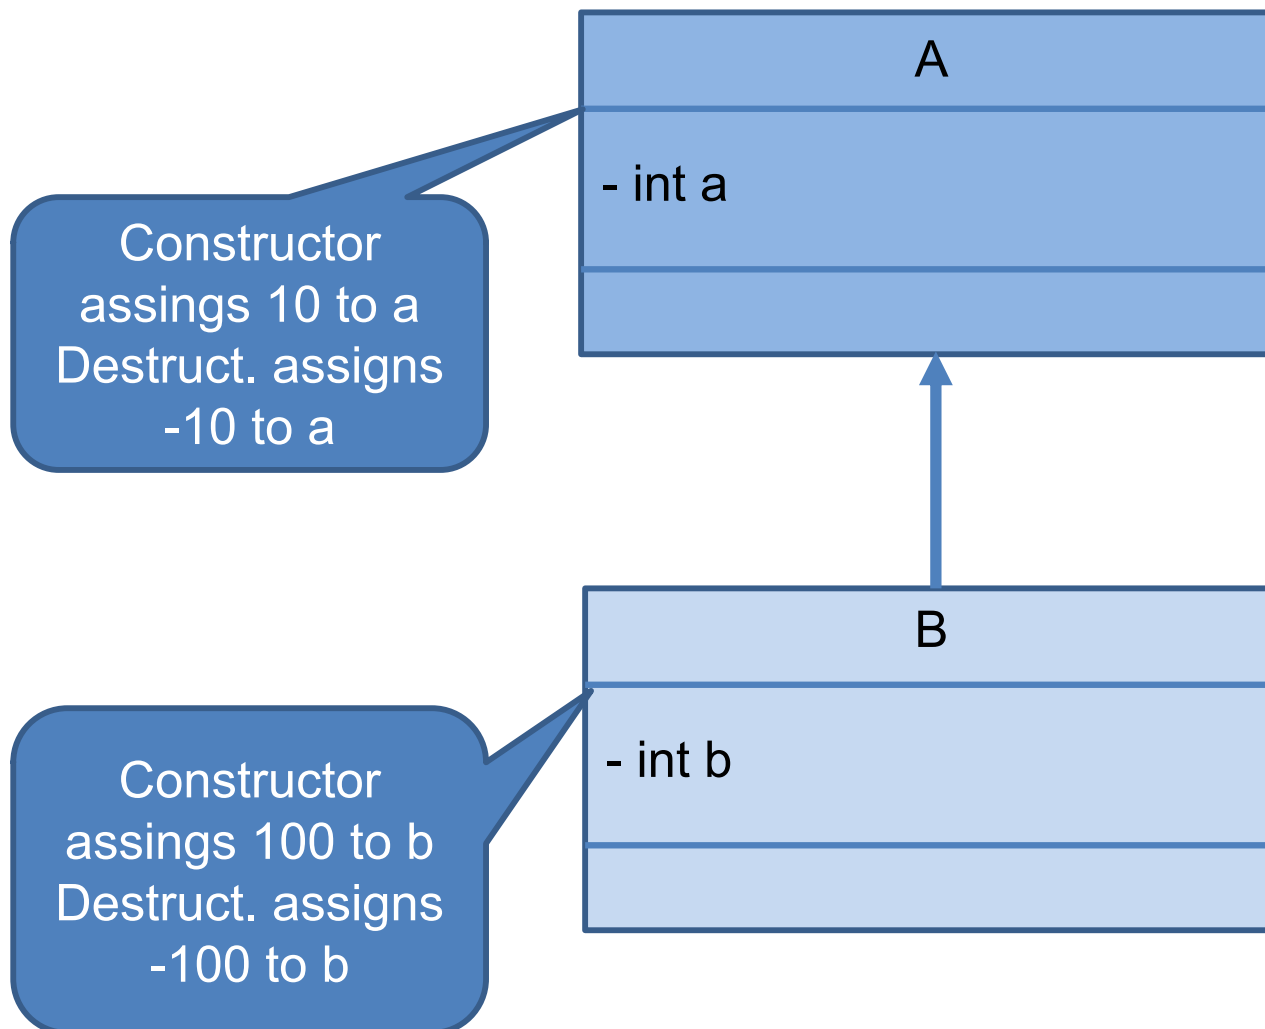 A
- int a
Constructor
assings 10 to a
Destruct. assigns
-10 to a
B
- int b
Constructor
assings 100 to b
Destruct. assigns
-100 to b